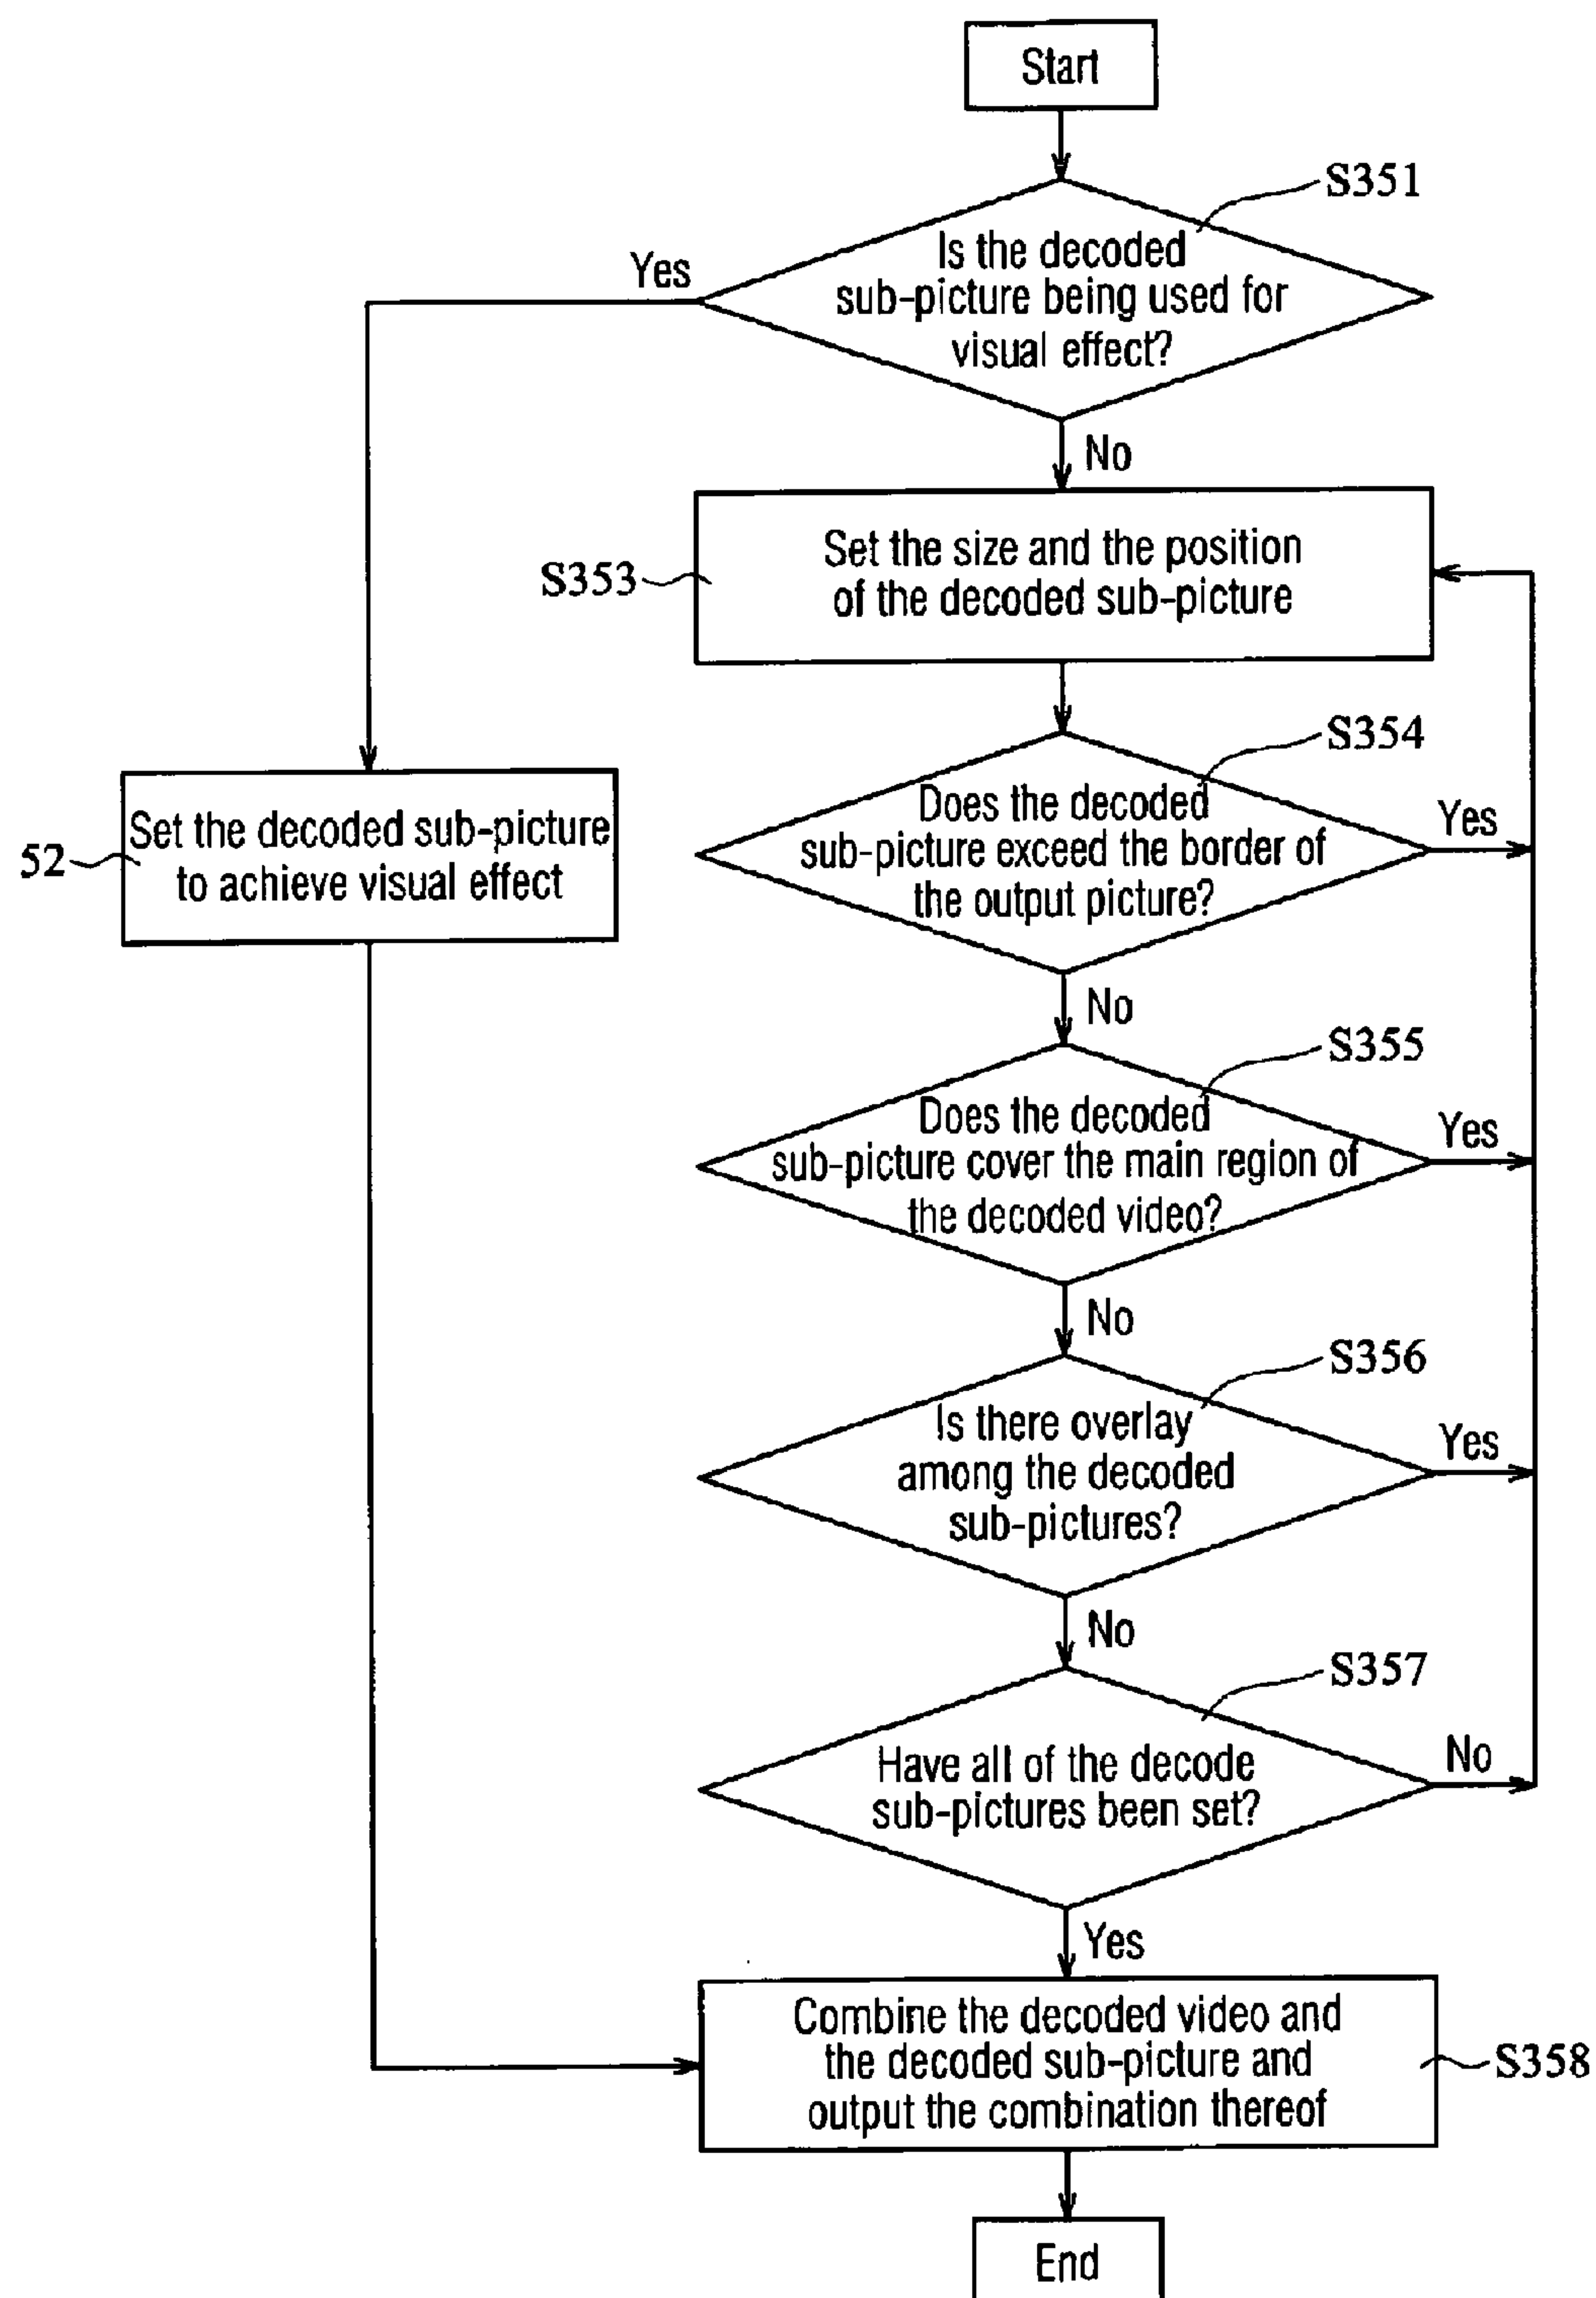 Start
S351
Is the decoded
sub-picture being used for
visual effect?
Yes
No
S353
Set the size and the position
of the decoded sub-picture
52
Set the decoded sub-picture
to achieve visual effect
S354
Does the decoded
sub-picture exceed the border of
the output picture?
Yes
No
S355
Does the decoded
sub-picture cover the main region of
the decoded video?
Yes
No
S356
Is there overlay
among the decoded
sub-pictures?
Yes
No
S357
Have all of the decode
sub-pictures been set?
No
Yes
Combine the decoded video and
the decoded sub-picture and
output the combination thereof
S358
End